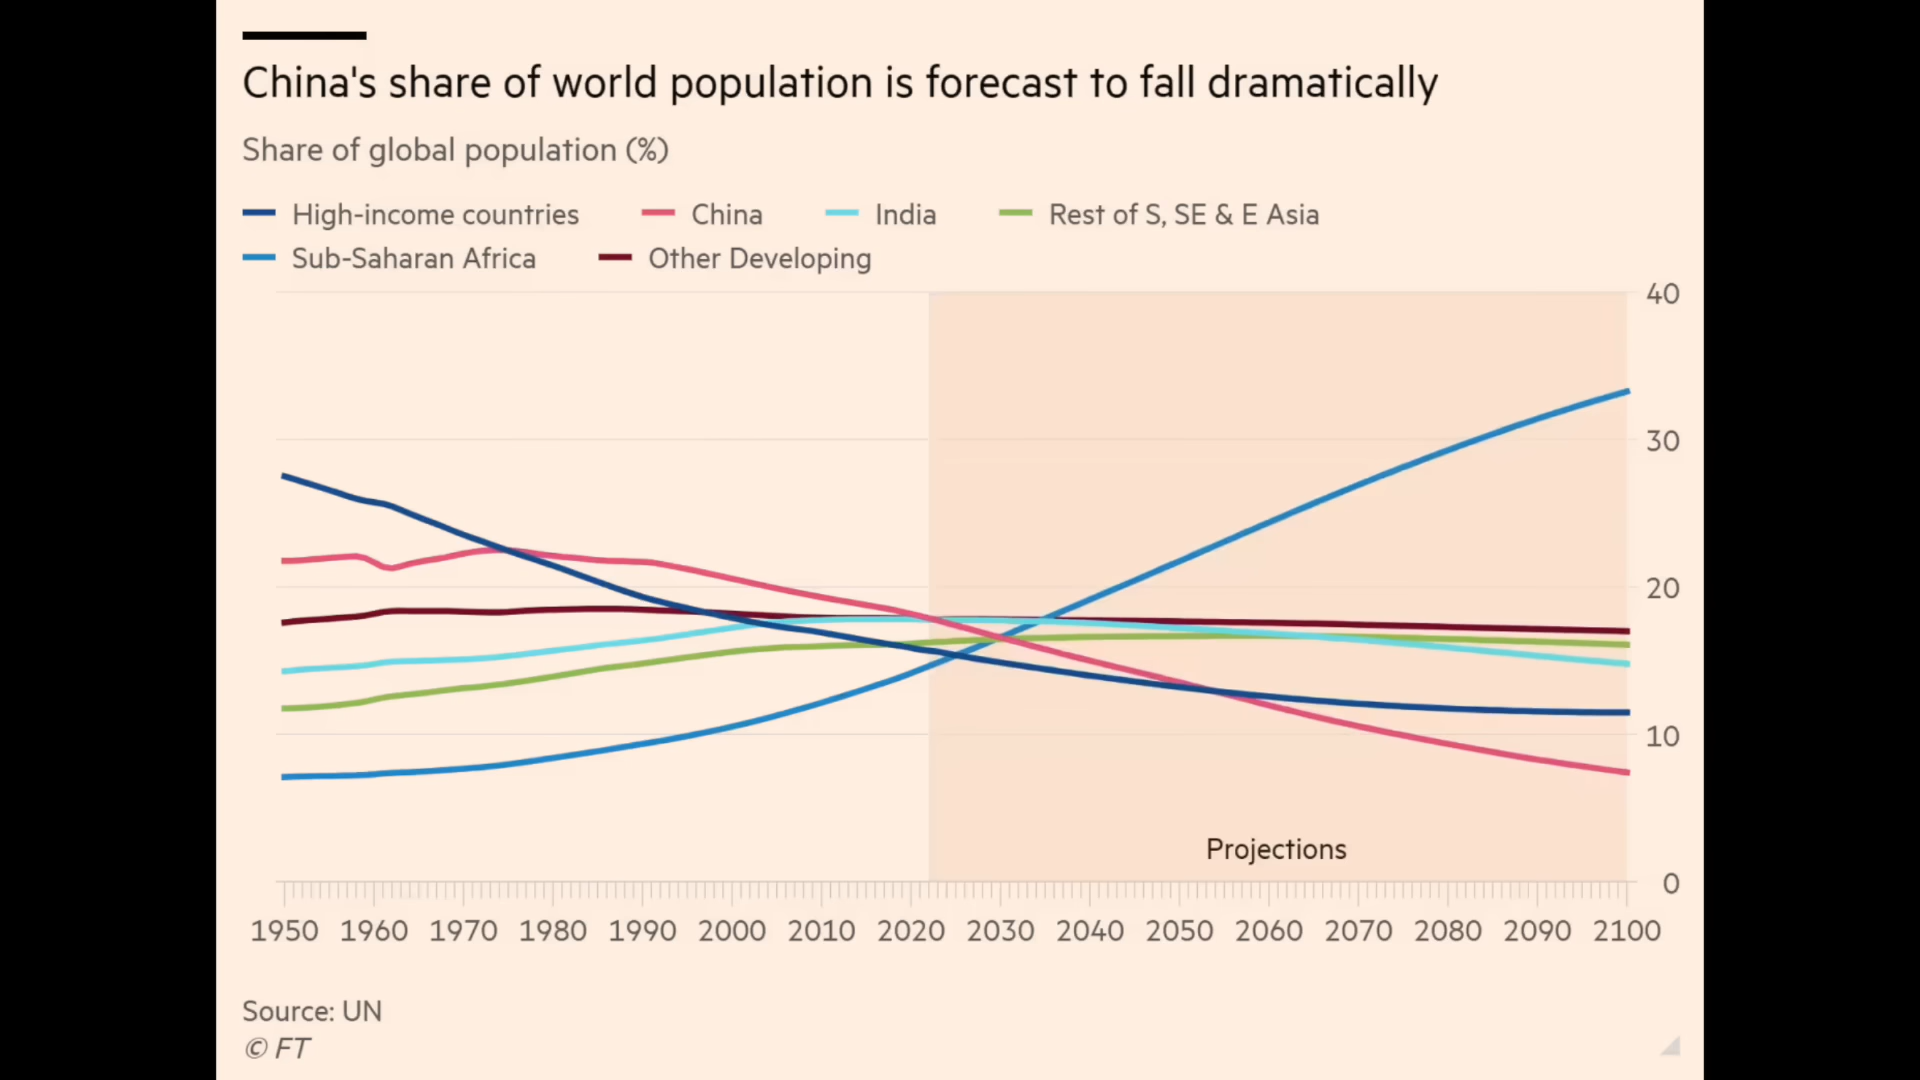 China's share of world population is forecast to fall dramatically
Share of global population (%)
High-income countries China India Rest of S, SE & E Asia
Sub-Saharan Africa Other Developing
40
30
20
10
Projections
0
1950 1960 1970 1980 1990 2000 2010 2020 2030 2040 2050 2060 2070 2080 2090 2100
Source: UN
© FT